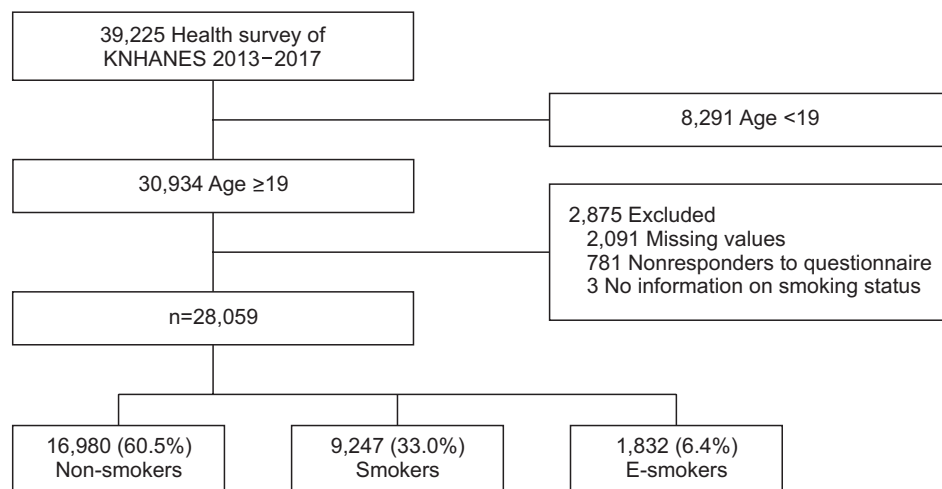 39,225 Health survey of
KNHANES 2013−2017
8,291 Age <19
30,934 Age ≥19
2,875 Excluded
2,091 Missing values
781 Nonresponders to questionnaire
3 No information on smoking status
n=28,059
16,980 (60.5%)
Non-smokers
9,247 (33.0%)
Smokers
1,832 (6.4%)
E-smokers